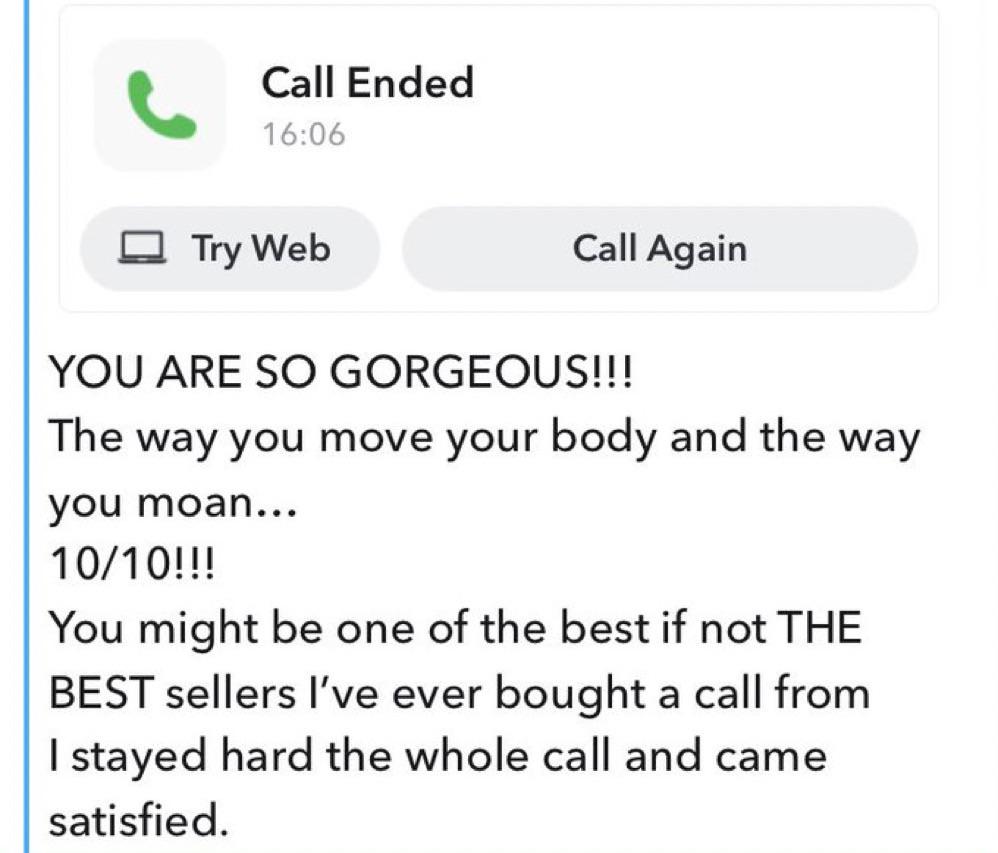 Call Ended
16:06
Try Web
Call Again
YOU ARE SO GORGEOUS!!!
The way you move your body and the way
you moan...
10/10!!!
You might be one of the best if not THE
BEST sellers I’ve ever bought a call from
I stayed hard the whole call and came
satisfied.